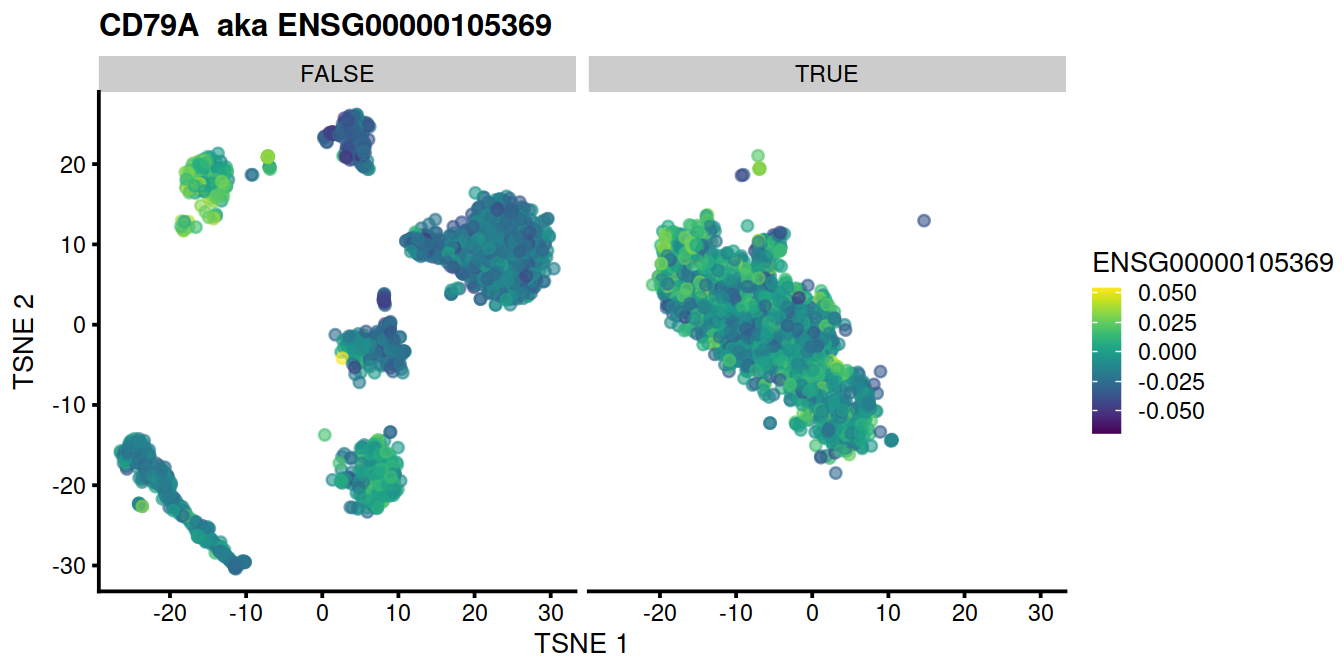 CD79A  aka ENSG00000105369
FALSE
TRUE
TSNE 2
20
10
0
-10
-20
-30
-20 -10 0 10 20 30
-20 -10 0 10 20 30
TSNE 1
ENSG00000105369
0.050
0.025
0.000
-0.025
-0.050